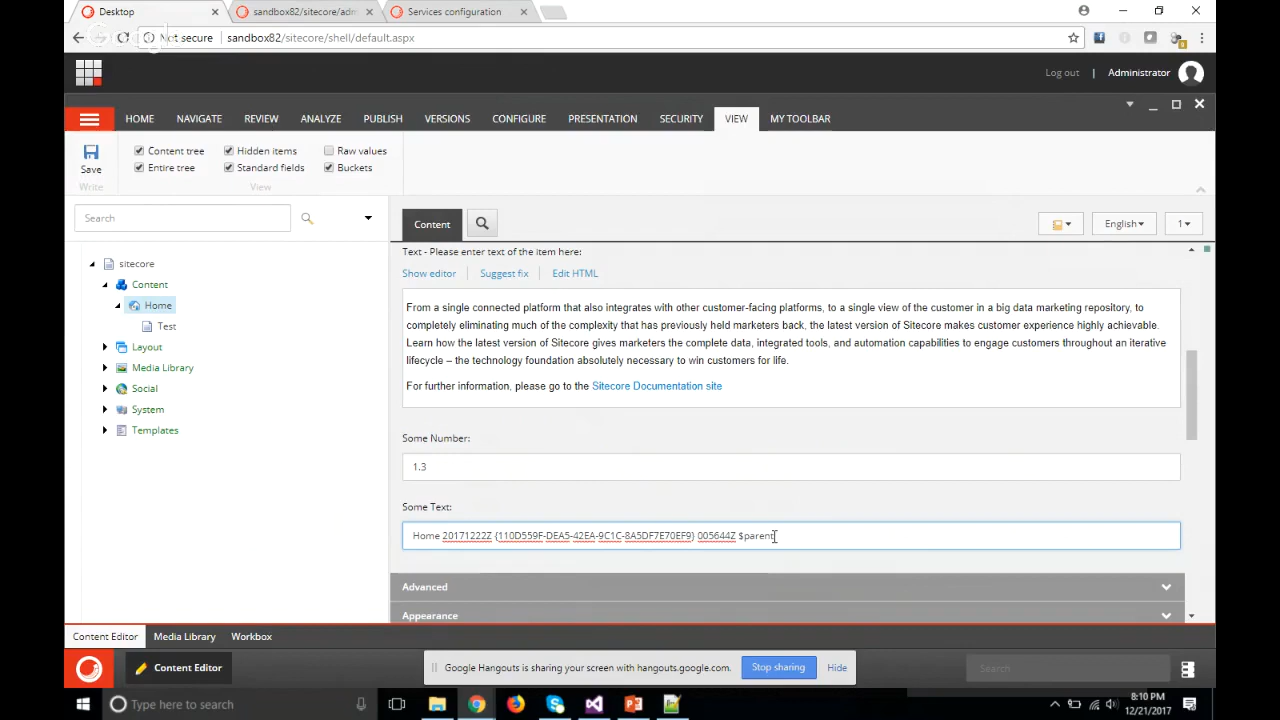 Desktop
sandbox82/sitecore/adm
Services configuration
Not secure
sandbox82/sitecore/shell/default.aspx
Log out | Administrator
HOME NAVIGATE REVIEW ANALYZE PUBLISH VERSIONS CONFIGURE PRESENTATION SECURITY VIEW MY TOOLBAR
Content tree Hidden items Raw values
Save Entire tree Standard fields Buckets
Write View
Search
Content English 1
sitecore
Content
Home
Test
Layout
Media Library
Social
System
Templates
Text - Please enter text of the item here:
Show editor Suggest fix Edit HTML
From a single connected platform that also integrates with other customer-facing platforms, to a single view of the customer in a big data marketing repository, to
completely eliminating much of the complexity that has previously held marketers back, the latest version of Sitecore makes customer experience highly achievable.
Learn how the latest version of Sitecore gives marketers the complete data, integrated tools, and automation capabilities to engage customers throughout an iterative
lifecycle – the technology foundation absolutely necessary to win customers for life.
For further information, please go to the Sitecore Documentation site
Some Number:
1.3
Some Text:
Home 20171222Z {110D559F-DEA5-42EA-9C1C-8A5DF7E70EF9} 005644Z $parent
Advanced
Appearance
Content Editor Media Library Workbox
Content Editor
Google Hangouts is sharing your screen with hangouts.google.com. Stop sharing Hide
Search
Type here to search
8:10 PM
12/21/2017